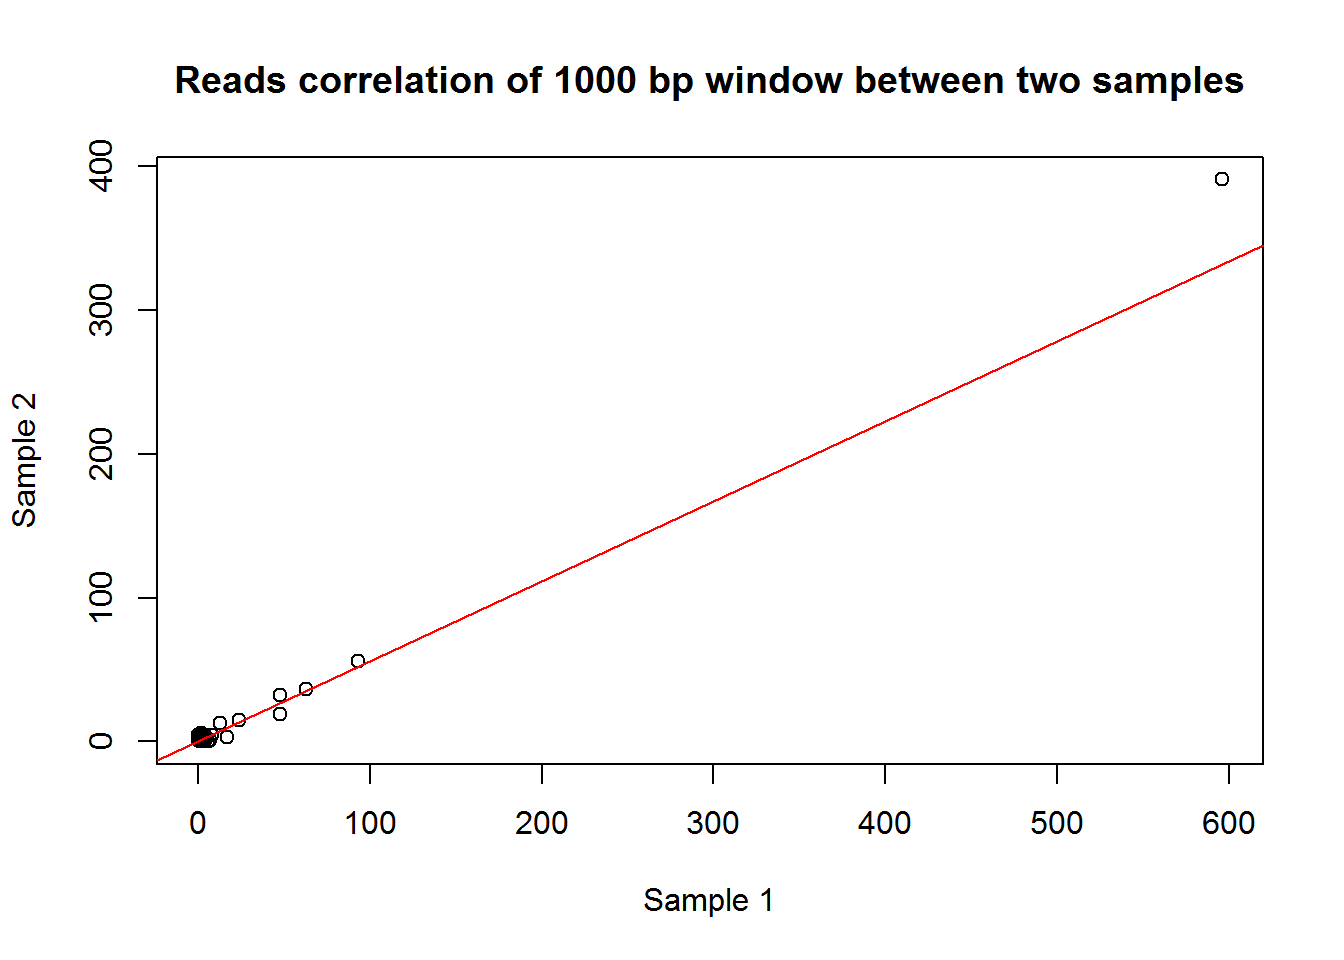 Reads correlation of 1000 bp window between two samples
400
300
200
100
0
Sample 2
0 100 200 300 400 500 600
Sample 1